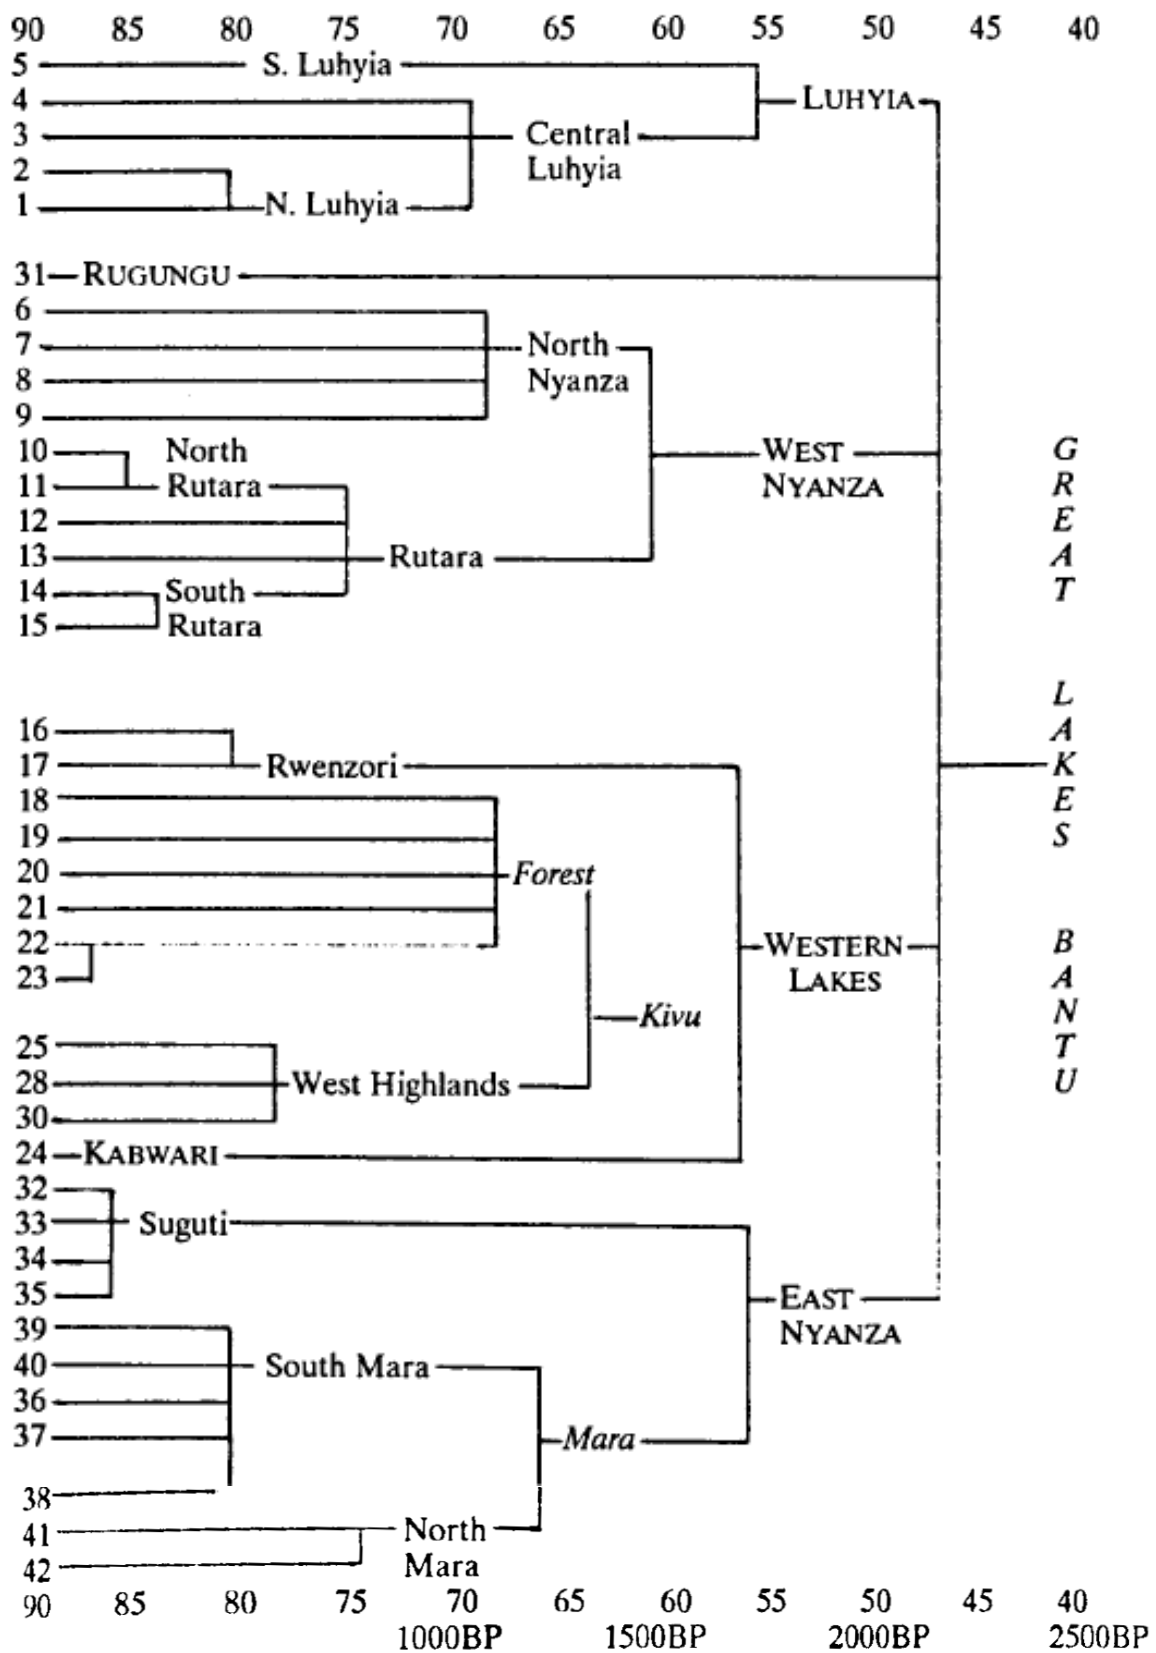 90 85 80 75 70 65 60 55 50 45 40
5 S. Luhyia
4 LUHYIA
3 Central
Luhyia
2
1 N. Luhyia
31 RUGUNGU
6
7 North
8 Nyanza
9
10 North WEST G
11 Rutara NYANZA R
12 E
13 Rutara A
14 South T
15 Rutara
L
16 A
17 Rwenzori K
18 E
19 S
20 Forest
21
22 WESTERN B
23 LAKES A
Kivu N
25 T
28 West Highlands U
30
24 KABWARI
32
33 Suguti
34
35 EAST
39 NYANZA
40 South Mara
36
37 Mara
38
41 North
42 Mara
90 85 80 75 70 65 60 55 50 45 40
1000BP 1500BP 2000BP 2500BP